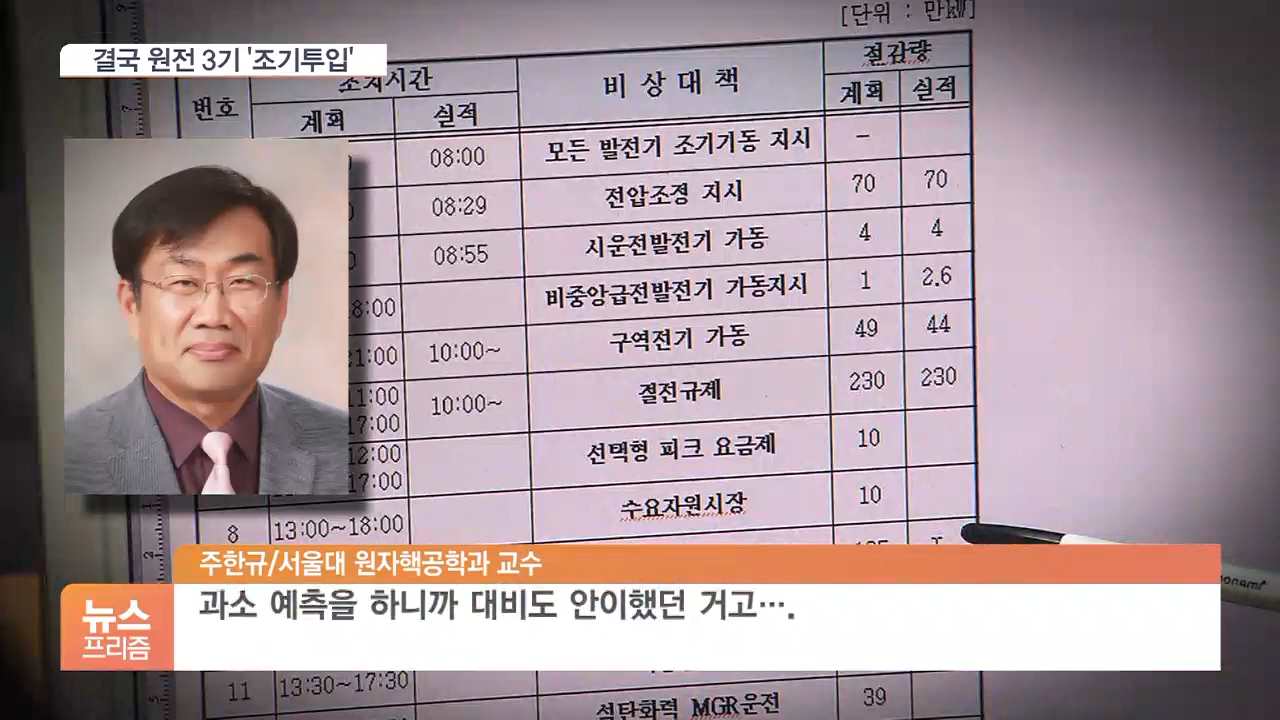 [단위 : 만kW]
결국 원전 3기 '조기투입'
번호 조치시간 비 상 대 책 절감량
계획 실적 계획 실적
08:00 모든 발전기 조기기동 지시 -
08:29 전압조정 지시 70 70
08:55 시운전발전기 가동 4 4
8:00 비중앙급전발전기 가동지시 1 2.6
21:00 10:00~ 구역전기 가동 49 44
11:00
17:00 10:00~ 절전규제 230 230
12:00
17:00 선택형 피크 요금제 10
8 13:00~18:00 수요자원시장 10
주한규/서울대 원자핵공학과 교수
뉴스
프리즘
과소 예측을 하니까 대비도 안이했던 거고….
11 13:30~17:30 석탄화력 MGR운전 39